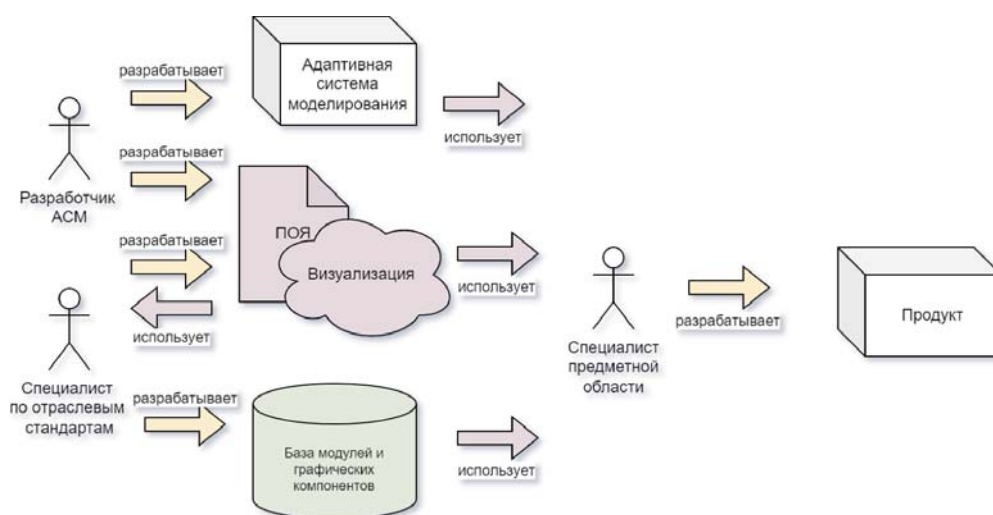 разрабатывает
Адаптивная
система
моделирования
использует
Разработчик
АСМ
разрабатывает
ПОЯ
Визуализация
разрабатывает
использует
использует
Специалист
по отраслевым
стандартам
разрабатывает
База модулей и
графических
компонентов
использует
Специалист
предметной
области
разрабатывает
Продукт